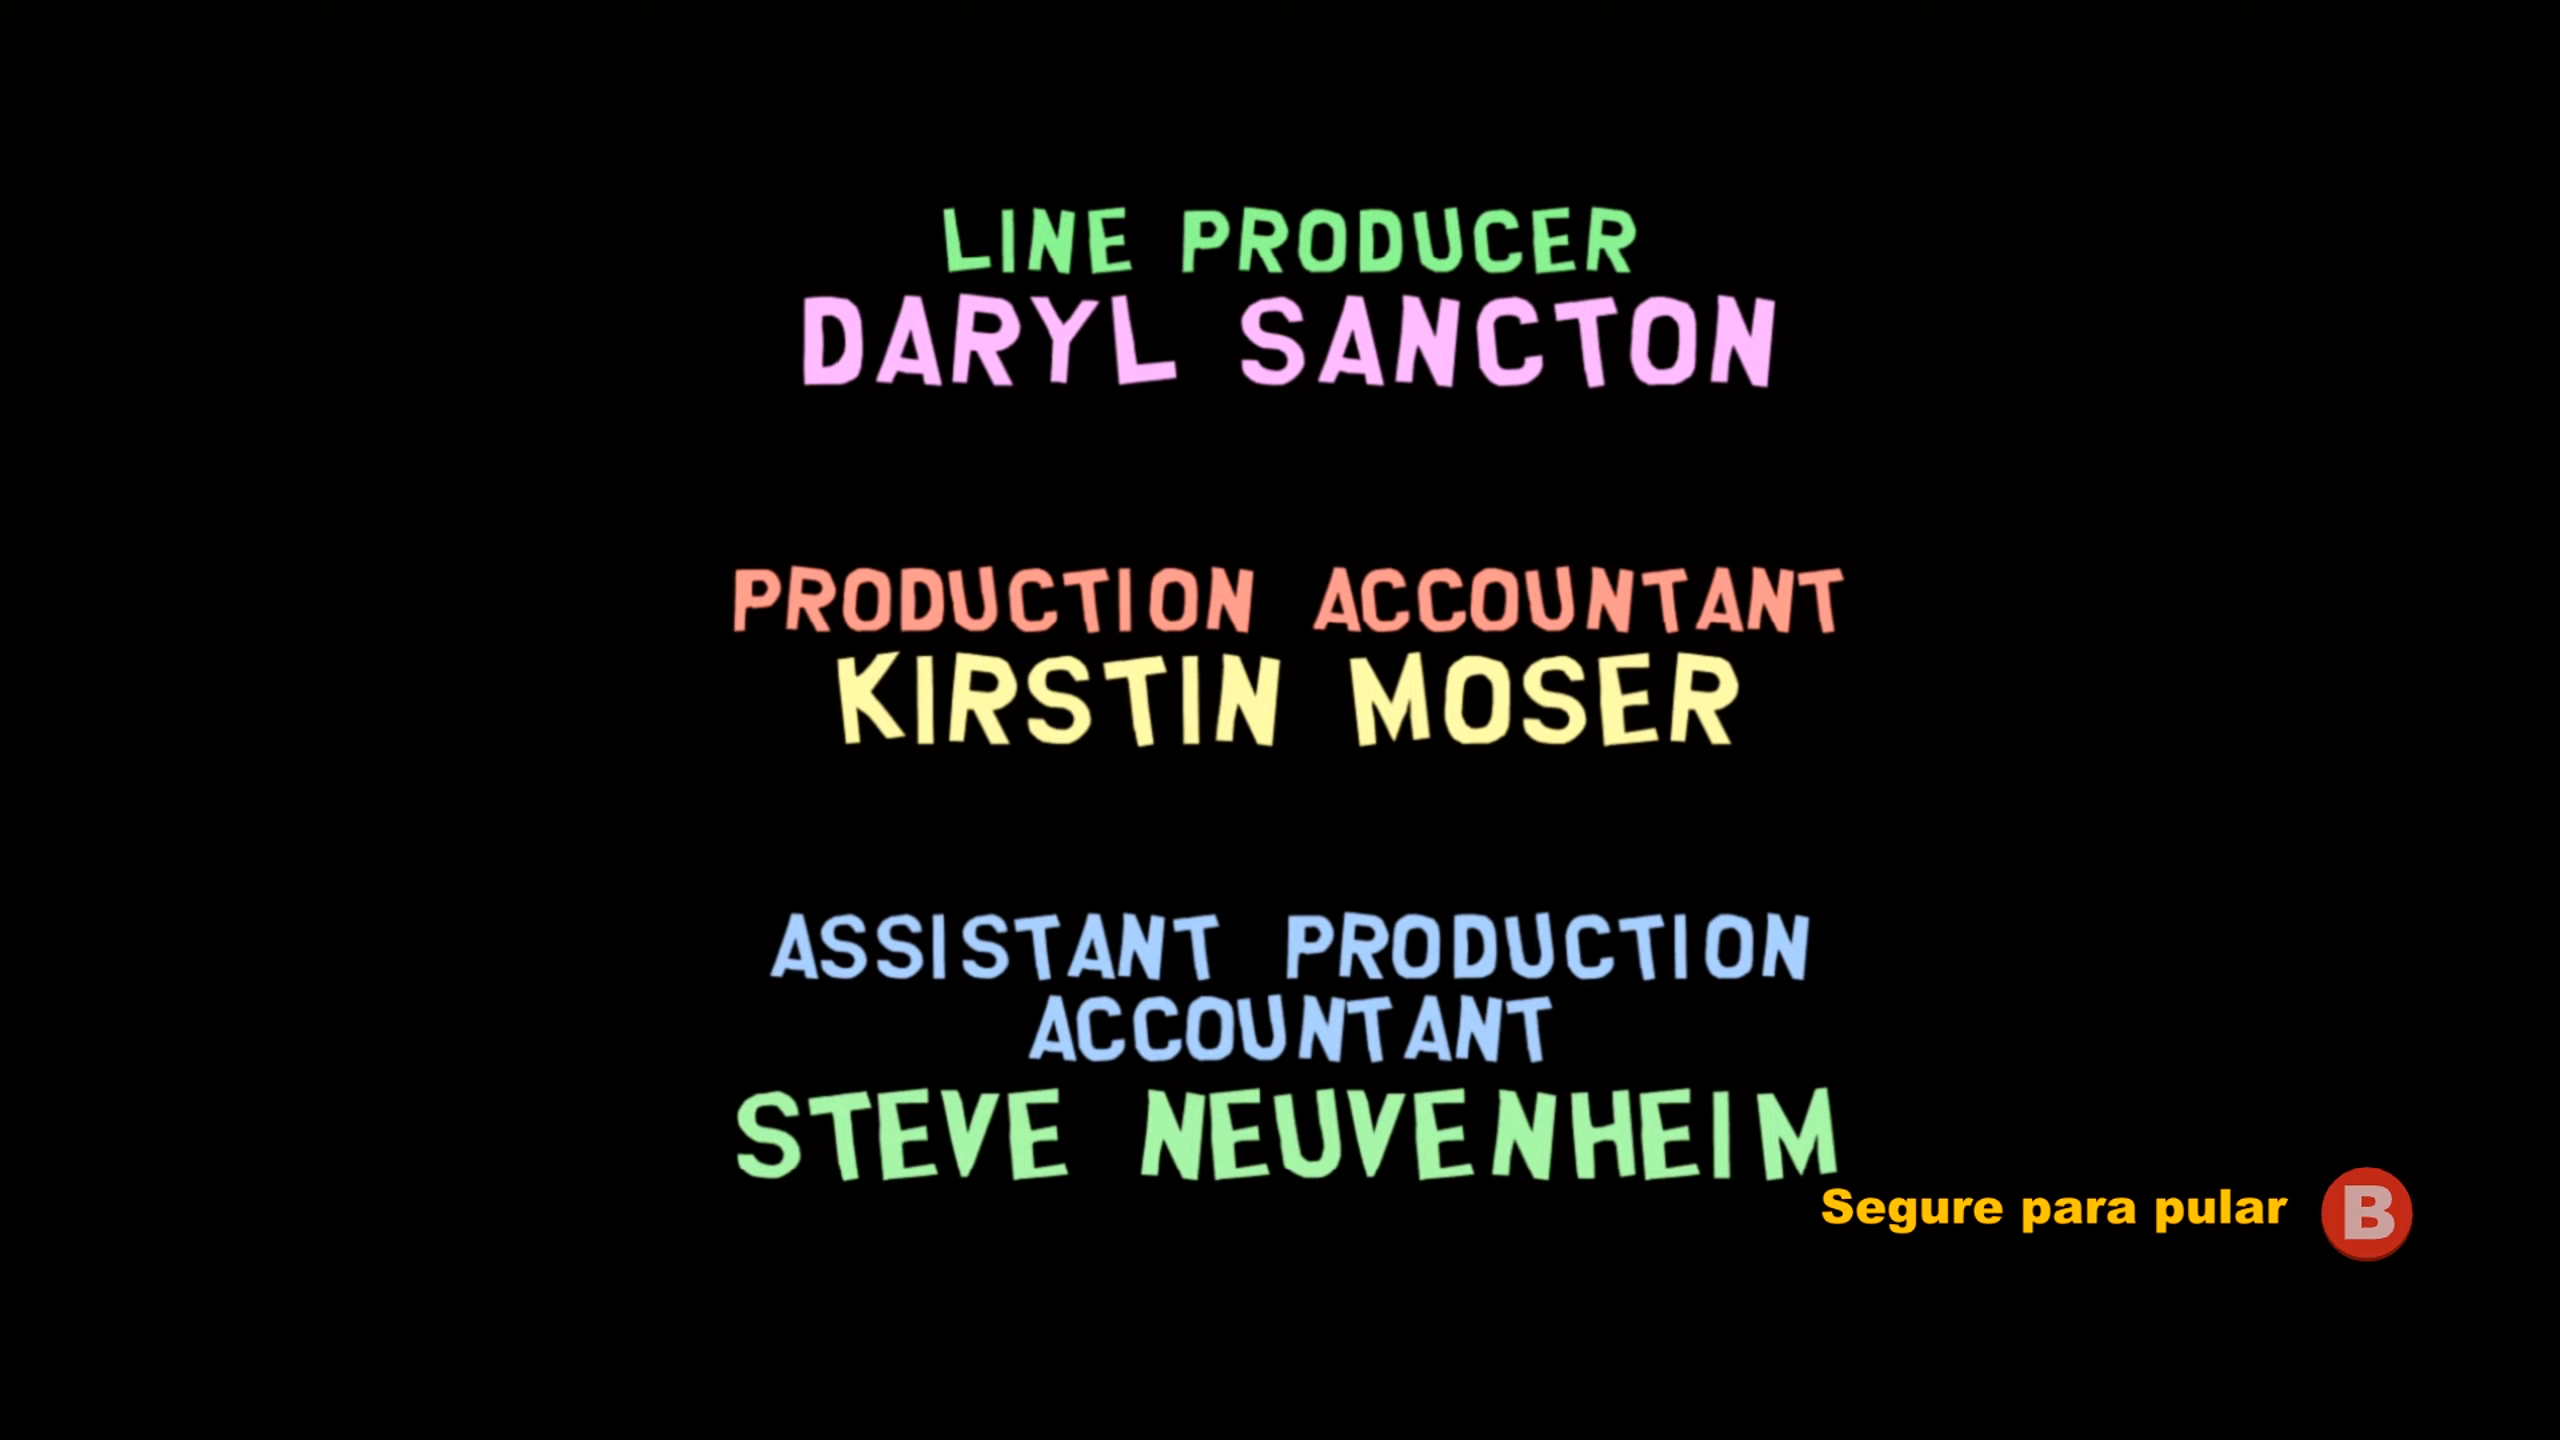 LINE PRODUCER
DARYL SANCTON
PRODUCTION ACCOUNTANT
KIRSTIN MOSER
ASSISTANT PRODUCTION
ACCOUNTANT
STEVE NEUVENHEIM
Segure para pular B